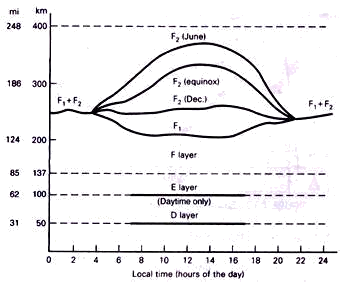 mi km
248 400
F₂ (June)
186 300
F₂ (equinox)
F₁ + F₂
F₂ (Dec.)
F₁ + F₂
250
F₁
124 200
F layer
85 137
E layer
62 100
(Daytime only)
D layer
31 50
0 2 4 6 8 10 12 14 16 18 20 22 24
Local time (hours of the day)